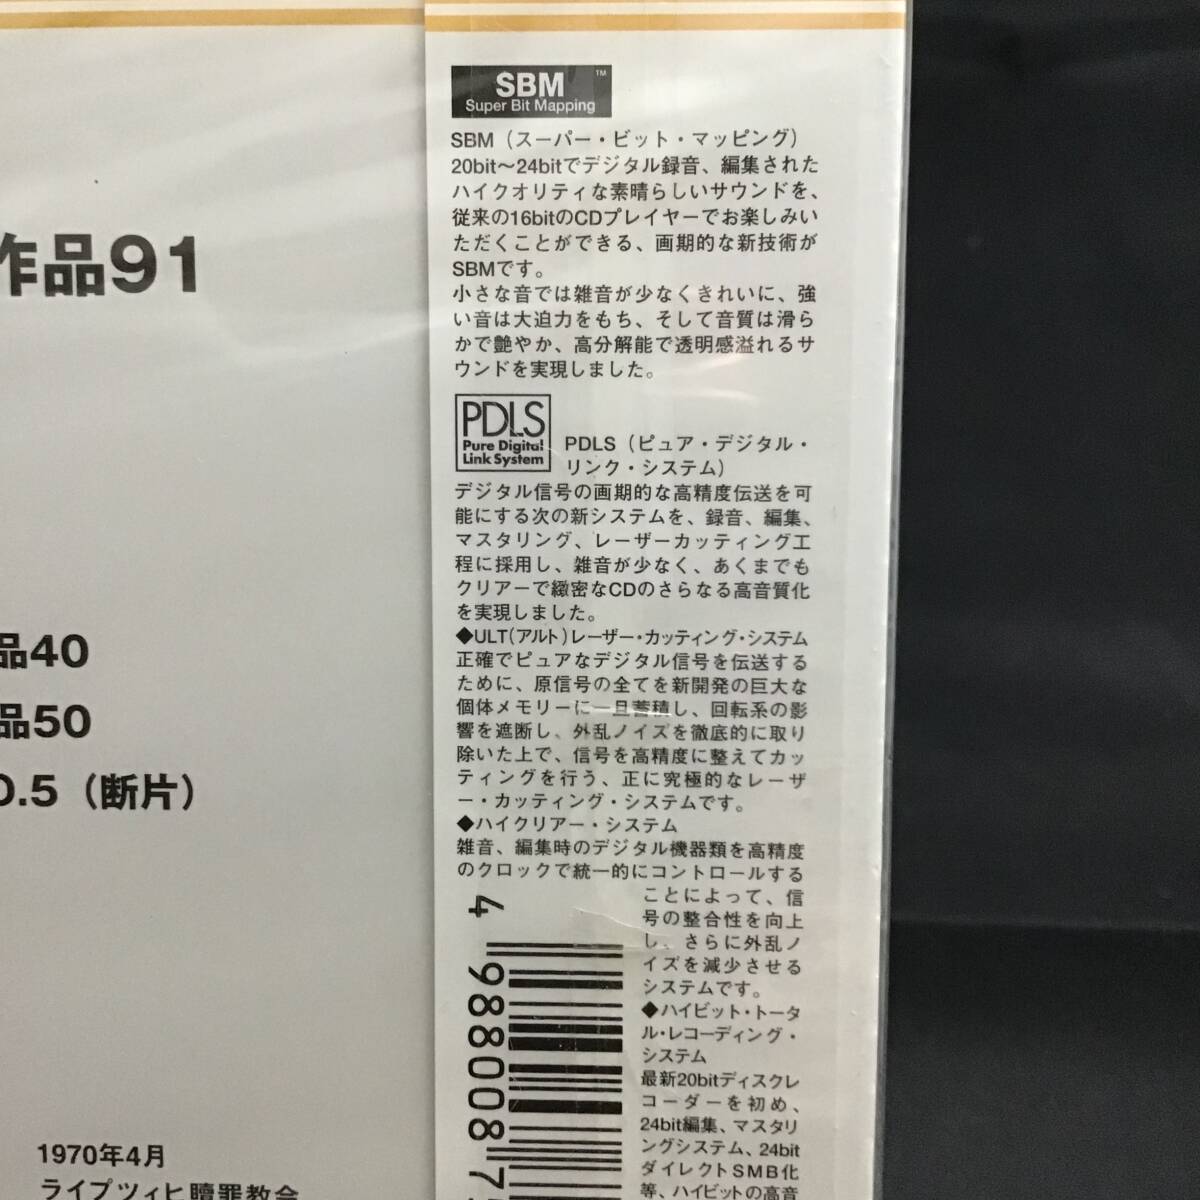 作品91
品40
品50
O.5（断片）
1970年4月
ライプツィヒ贖罪教会
SBM™
Super Bit Mapping
SBM（スーパー・ビット・マッピング）
20bit～24bitでデジタル録音、編集された
ハイクオリティな素晴らしいサウンドを、
従来の16bitのCDプレイヤーでお楽しみい
ただくことができる、画期的な新技術が
SBMです。
小さな音では雑音が少なくきれいに、強
い音は大迫力をもち、そして音質は滑ら
かで艶やか、高分解能で透明感溢れるサ
ウンドを実現しました。
PDLS
Pure Digital
Link System
PDLS（ピュア・デジタル・
リンク・システム）
デジタル信号の画期的な高精度伝送を可
能にする次の新システムを、録音、編集、
マスタリング、レーザーカッティング工
程に採用し、雑音が少なく、あくまでも
クリアーで緻密なCDのさらなる高音質化
を実現しました。
◆ULT(アルト)レーザー・カッティング・システム
正確でピュアなデジタル信号を伝送する
ために、原信号の全てを新開発の巨大な
個体メモリーに一旦蓄積し、回転系の影
響を遮断し、外乱ノイズを徹底的に取り
除いた上で、信号を高精度に整えてカッ
ティングを行う、正に究極的なレーザ
ー・カッティング・システムです。
◆ハイクリアー・システム
雑音、編集時のデジタル機器類を高精度
のクロックで統一的にコントロールする
ことによって、信
号の整合性を向上
し、さらに外乱ノ
イズを減少させる
システムです。
◆ハイビット・トータ
ル・レコーディング・
システム
最新20bitディスクレ
コーダーを初め、
24bit編集、マスタリ
ングシステム、24bit
ダイレクトSMB化
等、ハイビットの高音
4 988008 7